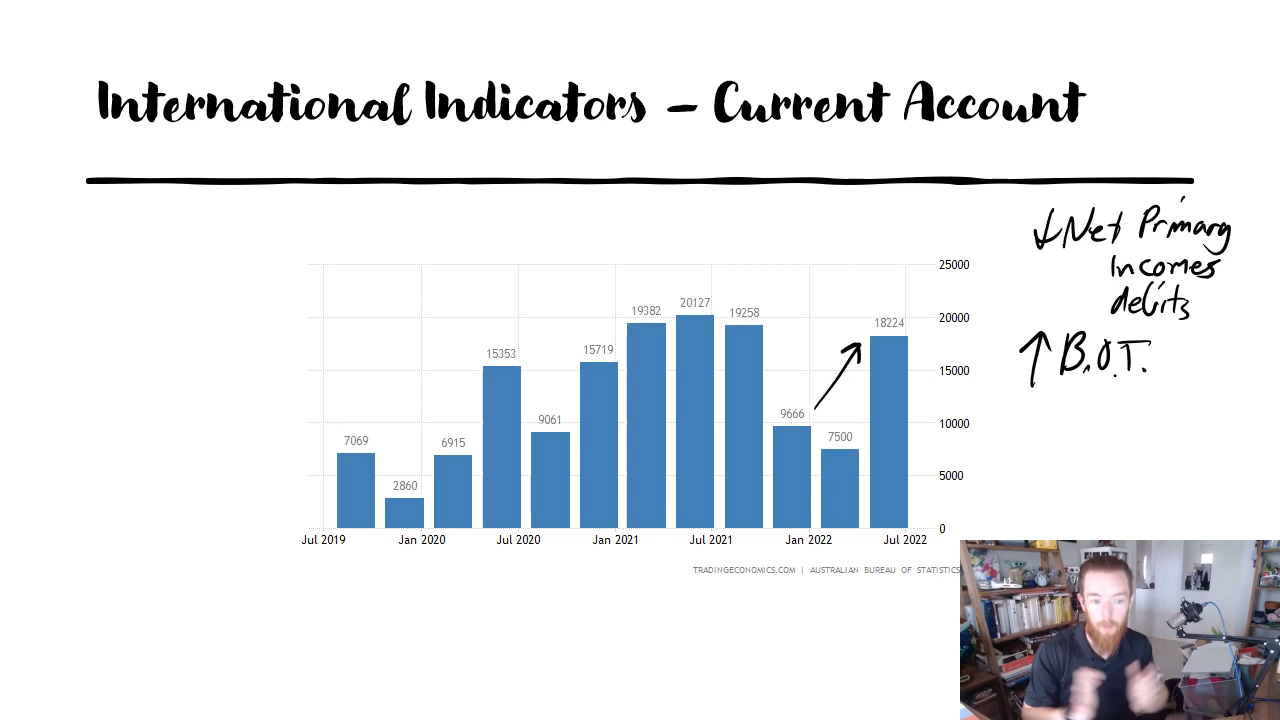 International Indicators – Current Account
↓ Net Primary
Incomes
debits
↑ B.O.T.
25000
20000
15000
10000
5000
0
7069
2860
6915
15353
9061
15719
19382
20127
19258
9666
7500
18224
Jul 2019
Jan 2020
Jul 2020
Jan 2021
Jul 2021
Jan 2022
Jul 2022
TRADINGECONOMICS.COM | AUSTRALIAN BUREAU OF STATISTICS